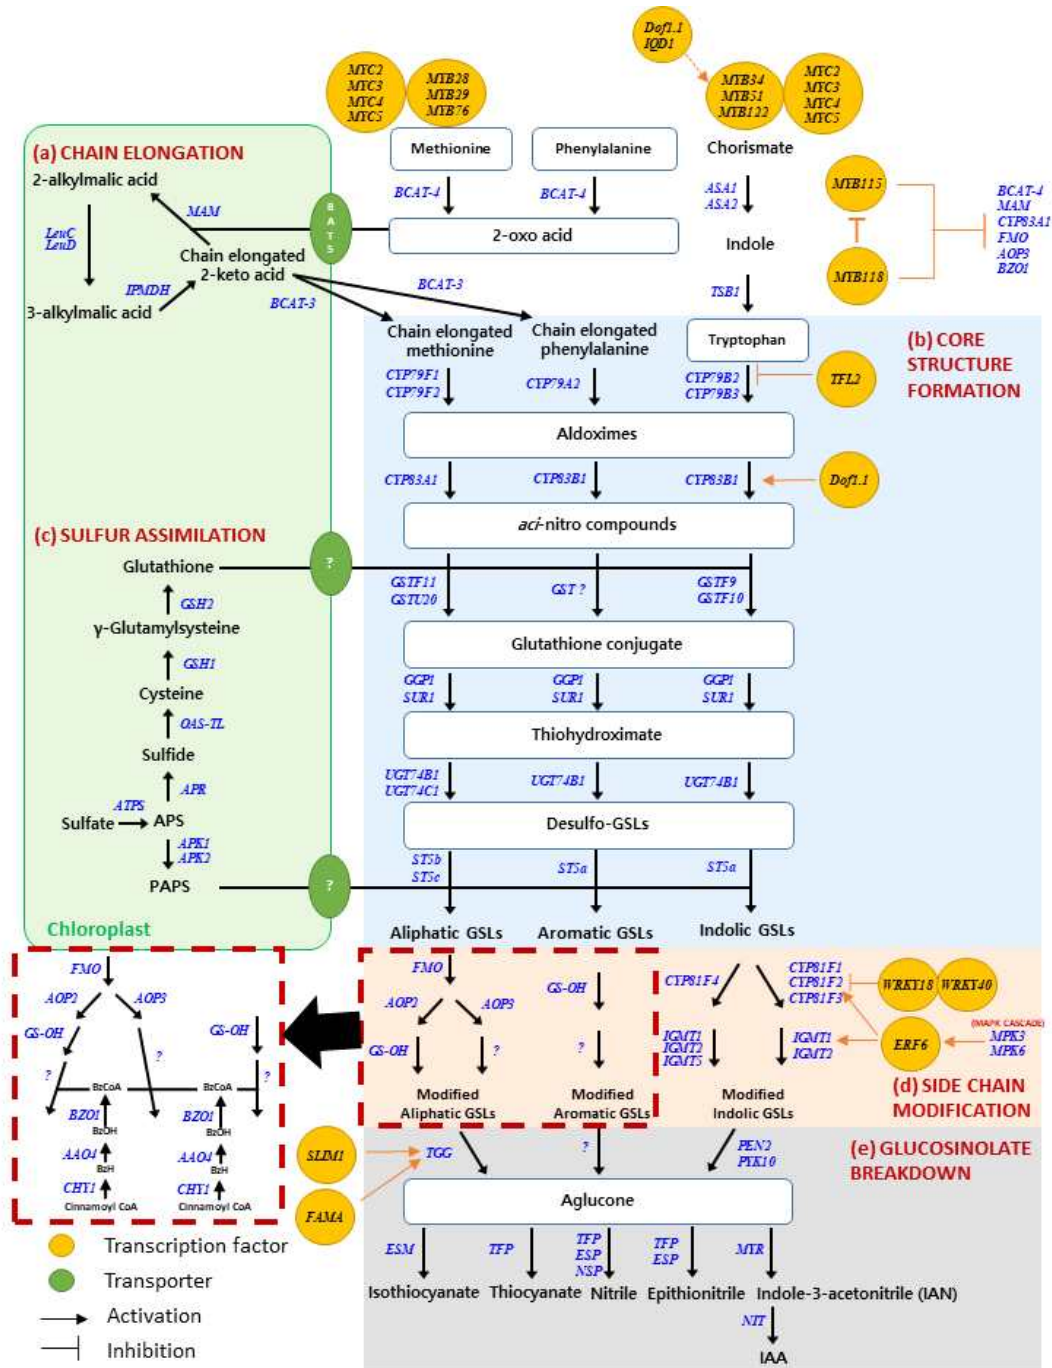 Dof1.1
IQD1
MYC2
MYC3
MYC4
MYC5
MYB28
MYB29
MYB76
MYB34
MYB51
MYB122
MYC2
MYC3
MYC4
MYC5
(a) CHAIN ELONGATION
2-alkylmalic acid
MAM
LeuC
LeuD
Chain elongated
2-keto acid
IPMDH
3-alkylmalic acid
BCAT-3
BCAT-3
B
A
T
S
Methionine
Phenylalanine
Chorismate
BCAT-4
BCAT-4
ASA1
ASA2
2-oxo acid
Indole
TSB1
MYB115
MYB118
BCAT-4
MAM
CYP83A1
FMO
AOP3
BZO1
Chain elongated
methionine
Chain elongated
phenylalanine
Tryptophan
(b) CORE
STRUCTURE
FORMATION
CYP79F1
CYP79F2
CYP79A2
CYP79B2
CYP79B3
TFL2
Aldoximes
CYP83A1
CYP83B1
CYP83B1
Dof1.1
aci-nitro compounds
(c) SULFUR ASSIMILATION
Glutathione
?
GSTF11
GSTU20
GST ?
GSTF9
GSTF10
GSH2
γ-Glutamylsysteine
GSH1
Cysteine
OAS-TL
Sulfide
APR
ATPS
Sulfate
APS
APK1
APK2
PAPS
?
Chloroplast
Glutathione conjugate
GGP1
SUR1
GGP1
SUR1
GGP1
SUR1
Thiohydroximate
UGT74B1
UGT74C1
UGT74B1
UGT74B1
Desulfo-GSLs
ST5b
ST5c
ST5a
ST5a
Aliphatic GSLs
Aromatic GSLs
Indolic GSLs
FMO
AOP2
AOP3
GS-OH
?
?
GS-OH
?
BzCoA
BzCoA
BZO1
BZO1
BzOH
BzOH
AAO4
AAO4
BzH
BzH
CHY1
CHY1
Cinnamoyl CoA
Cinnamoyl CoA
FMO
AOP2
AOP3
GS-OH
?
GS-OH
?
CYP81F4
CYP81F1
CYP81F2
CYP81F3
WRKY18
WRKY40
IGMT1
IGMT2
IGMT5
IGMT1
IGMT2
ERF6
(MAPK CASCADE)
MPK3
MPK6
(d) SIDE CHAIN
MODIFICATION
Modified
Aliphatic GSLs
Modified
Aromatic GSLs
Modified
Indolic GSLs
(e) GLUCOSINOLATE
BREAKDOWN
SLIM1
FAMA
TGG
?
PEN2
PYK10
Aglucone
ESM
TFP
TFP
ESP
NSP
TFP
ESP
MYR
Isothiocyanate
Thiocyanate
Nitrile
Epithionitrile
Indole-3-acetonitrile (IAN)
NIT
IAA
Transcription factor
Transporter
Activation
Inhibition